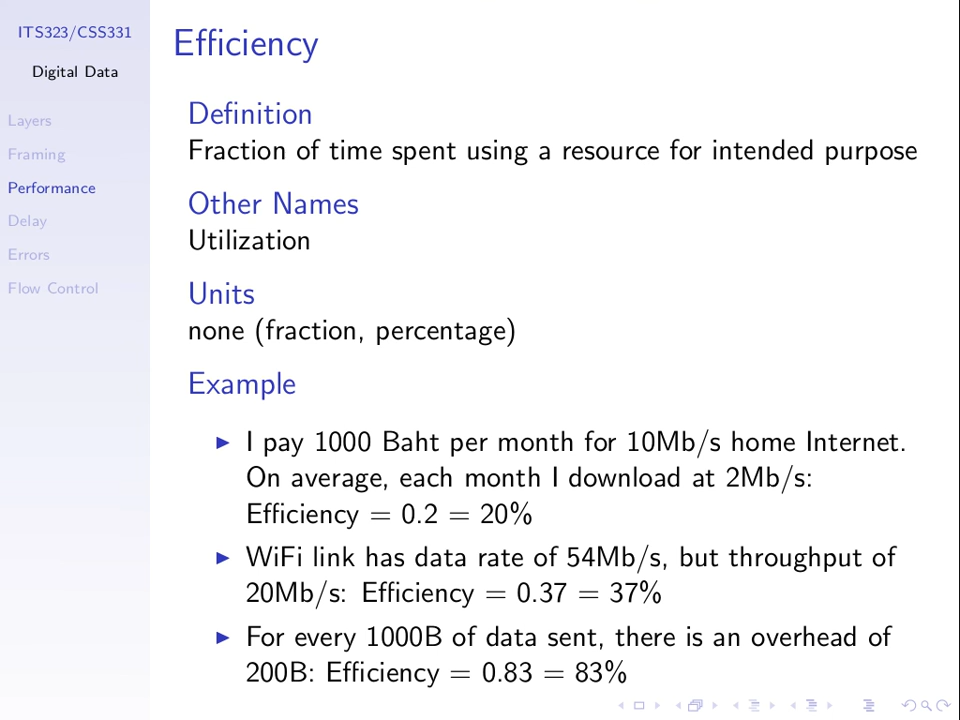 ITS323/CSS331
Digital Data
Layers
Framing
Performance
Delay
Errors
Flow Control
Efficiency
Definition
Fraction of time spent using a resource for intended purpose
Other Names
Utilization
Units
none (fraction, percentage)
Example
I pay 1000 Baht per month for 10Mb/s home Internet.
On average, each month I download at 2Mb/s:
Efficiency = 0.2 = 20%
WiFi link has data rate of 54Mb/s, but throughput of
20Mb/s: Efficiency = 0.37 = 37%
For every 1000B of data sent, there is an overhead of
200B: Efficiency = 0.83 = 83%